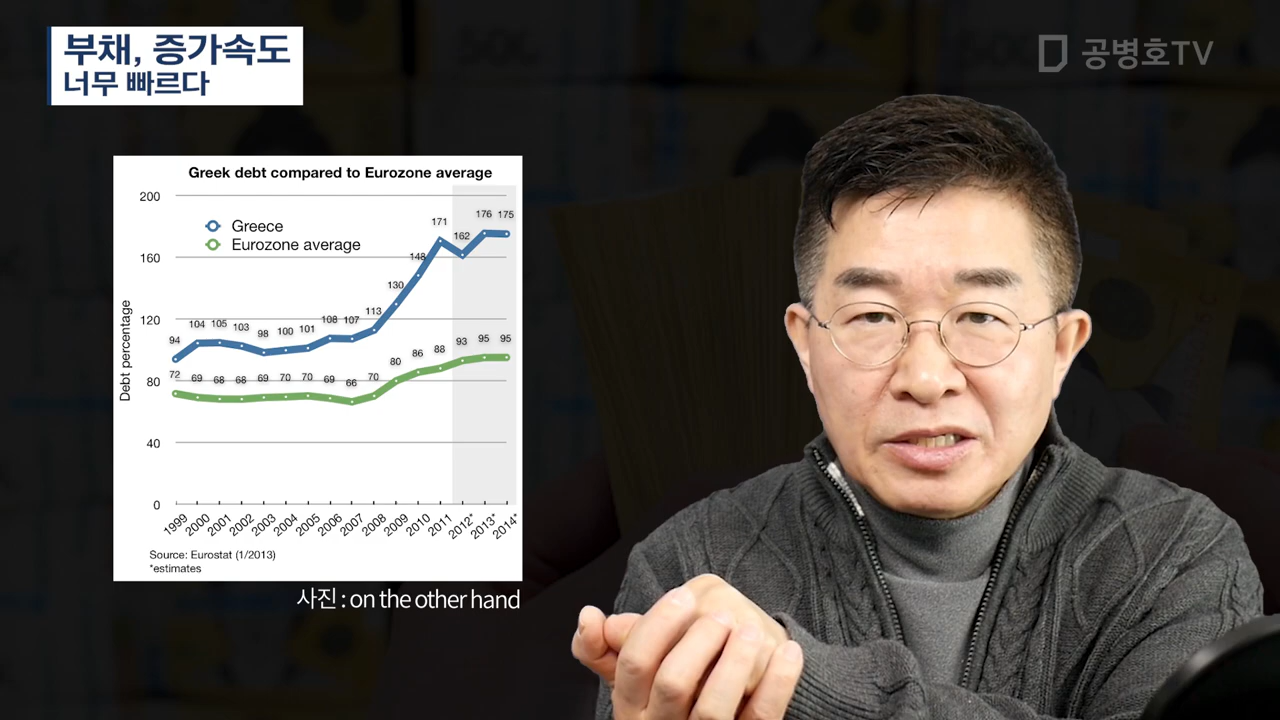 부채, 증가속도
너무 빠르다
공병호TV
Greek debt compared to Eurozone average
200
160
120
80
40
0
Debt percentage
Greece
Eurozone average
94 104 105 103 98 100 101 108 107 113 130 148 171 162 176 175
72 69 68 68 69 70 70 69 66 70 80 86 88 93 95 95
1999 2000 2001 2002 2003 2004 2005 2006 2007 2008 2009 2010 2011 2012* 2013* 2014*
Source: Eurostat (1/2013)
*estimates
사진 : on the other hand